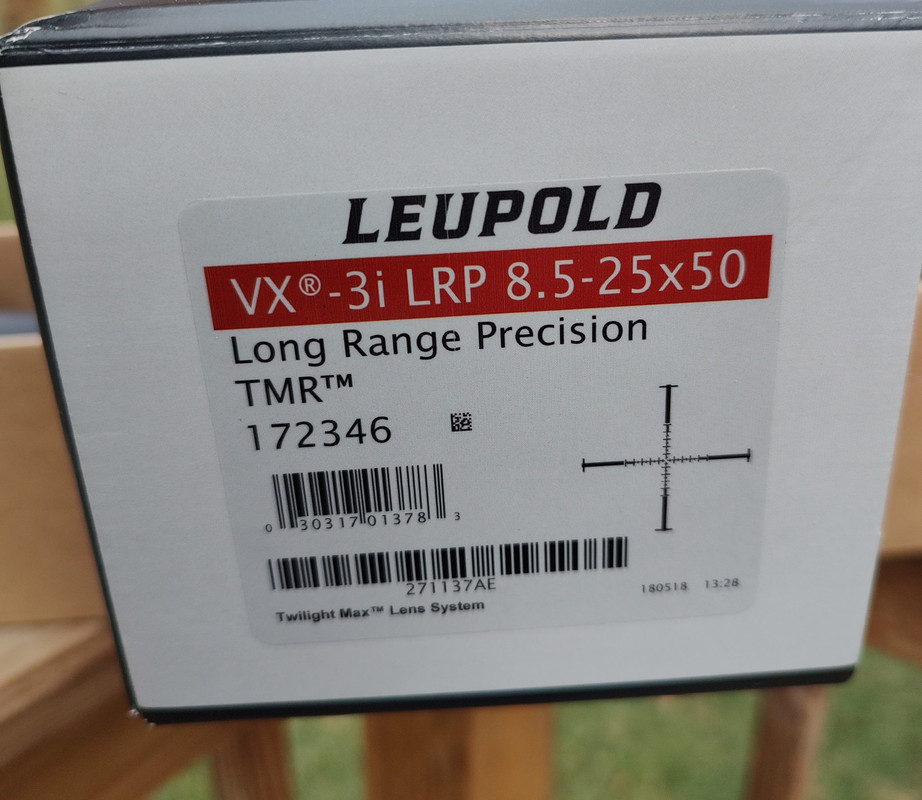 LEUPOLD
VX®-3i LRP 8.5-25x50
Long Range Precision
TMR™
172346
0 30317 01378 3
271137AE
180518 13:28
Twilight Max™ Lens System